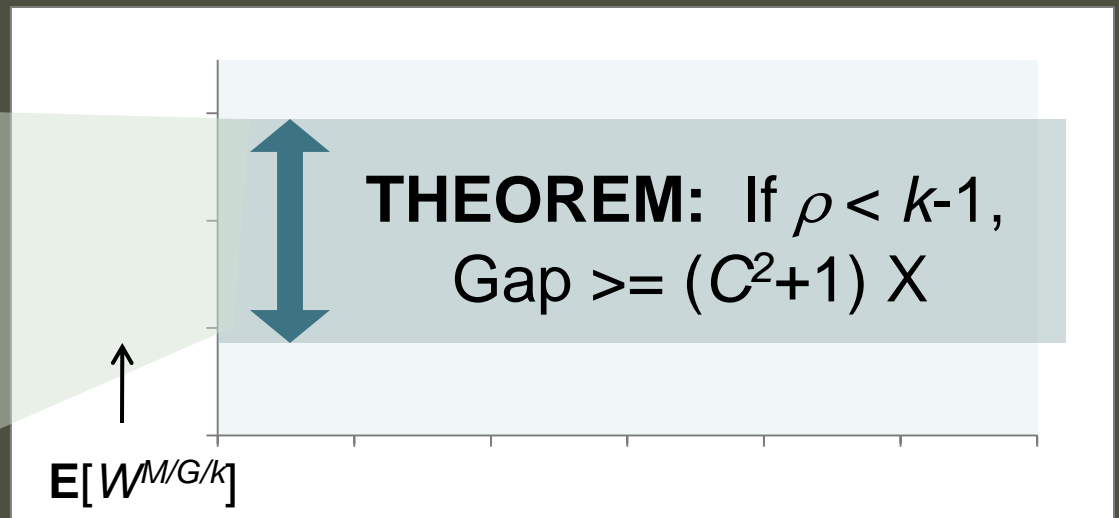 THEOREM: If ρ < k-1,
Gap >= (C²+1) X
E[W^{M/G/k}]